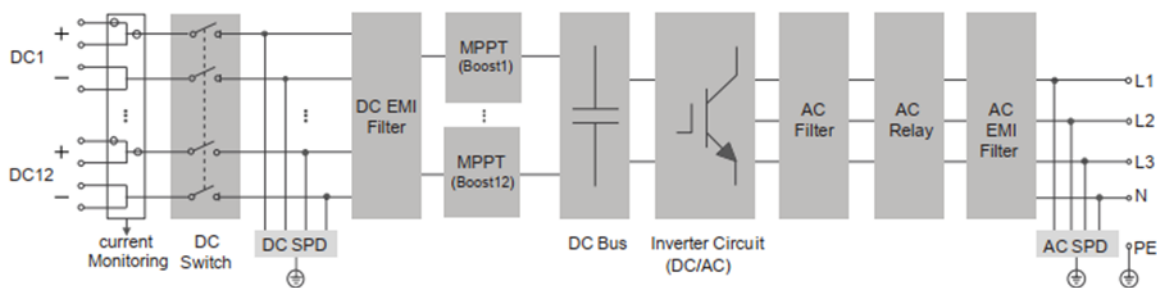 DC1
+
−
DC12
+
−
current
Monitoring
DC
Switch
DC SPD
DC EMI
Filter
MPPT
(Boost1)
MPPT
(Boost12)
DC Bus
Inverter Circuit
(DC/AC)
AC
Filter
AC
Relay
AC
EMI
Filter
AC SPD
L1
L2
L3
N
PE